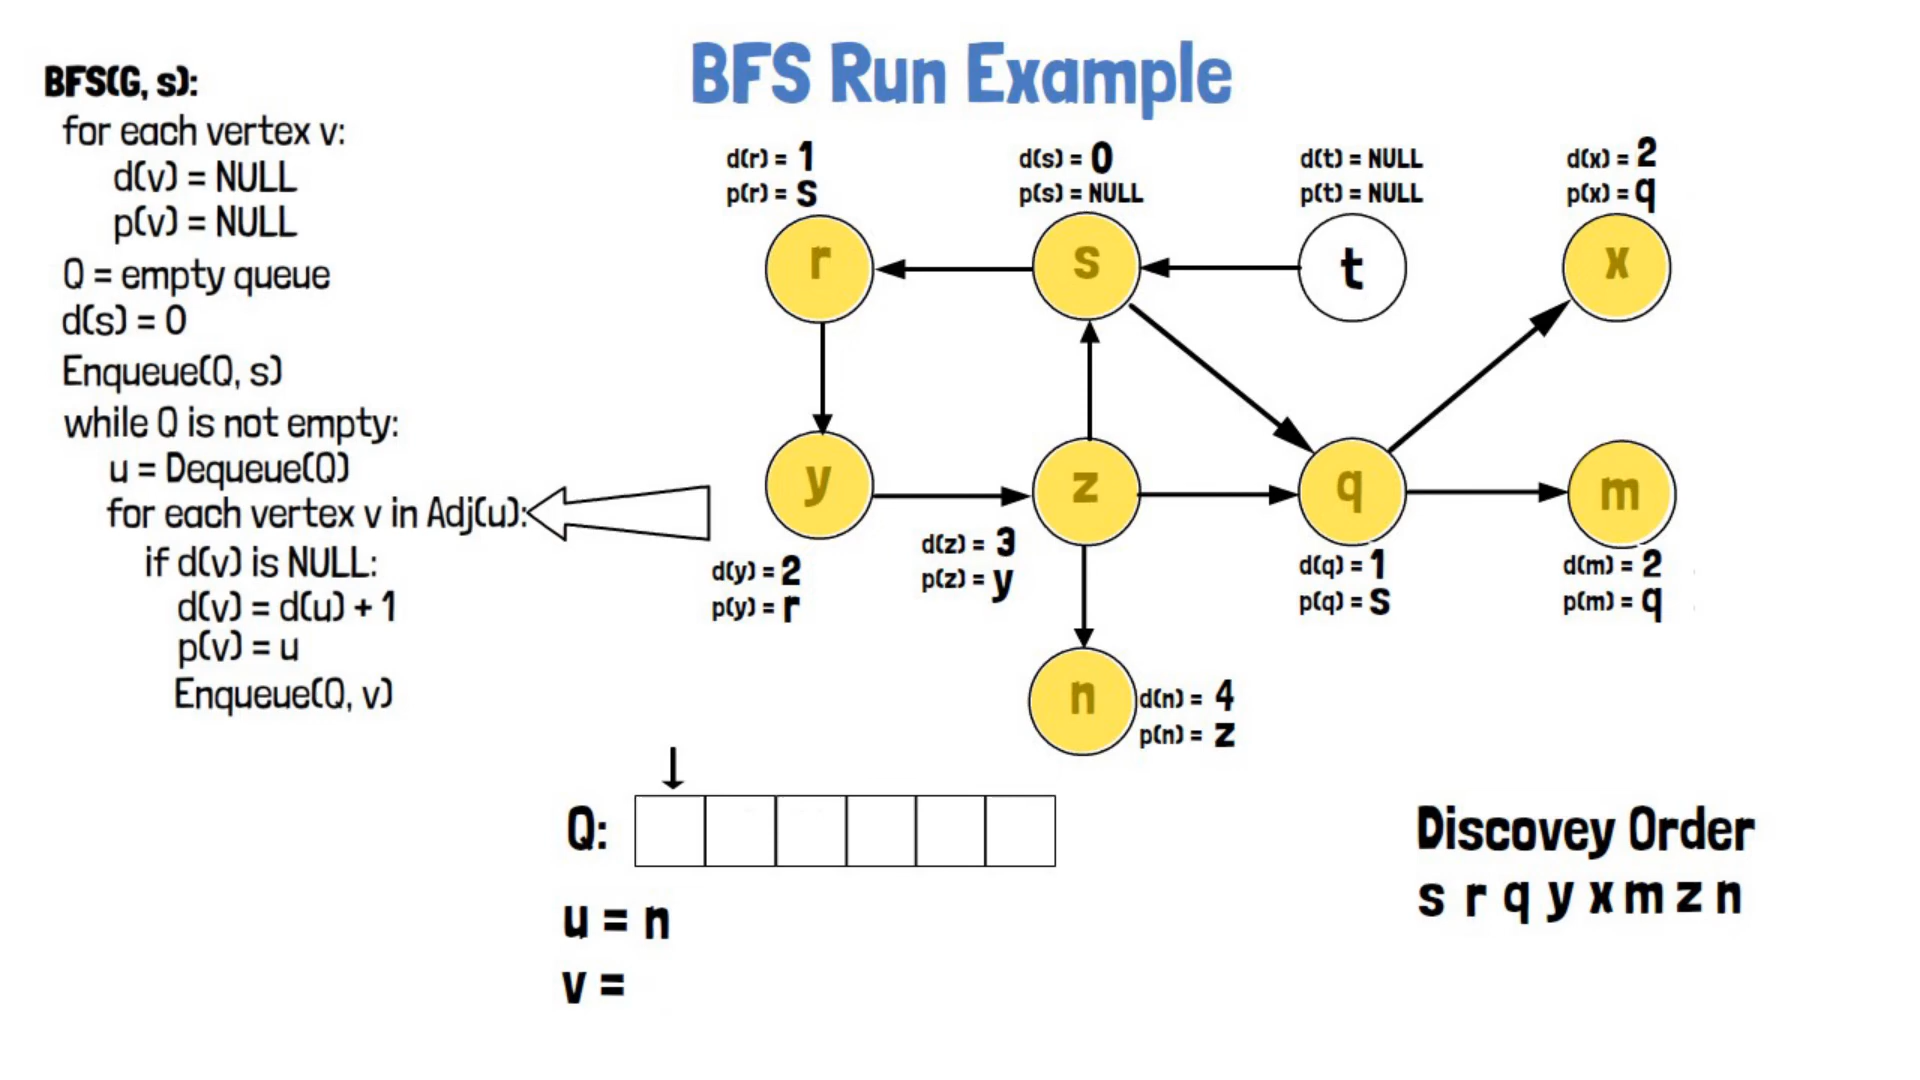 BFS Run Example
BFS(G, s):
for each vertex v:
d(v) = NULL
p(v) = NULL
Q = empty queue
d(s) = 0
Enqueue(Q, s)
while Q is not empty:
u = Dequeue(Q)
for each vertex v in Adj(u):
if d(v) is NULL:
d(v) = d(u) + 1
p(v) = u
Enqueue(Q, v)
d(r) = 1
p(r) = s
d(s) = 0
p(s) = NULL
d(t) = NULL
p(t) = NULL
d(x) = 2
p(x) = q
r
s
t
x
y
z
q
m
d(y) = 2
p(y) = r
d(z) = 3
p(z) = y
d(q) = 1
p(q) = s
d(m) = 2
p(m) = q
n
d(n) = 4
p(n) = z
Q:
u = n
v =
Discovey Order
s r q y x m z n